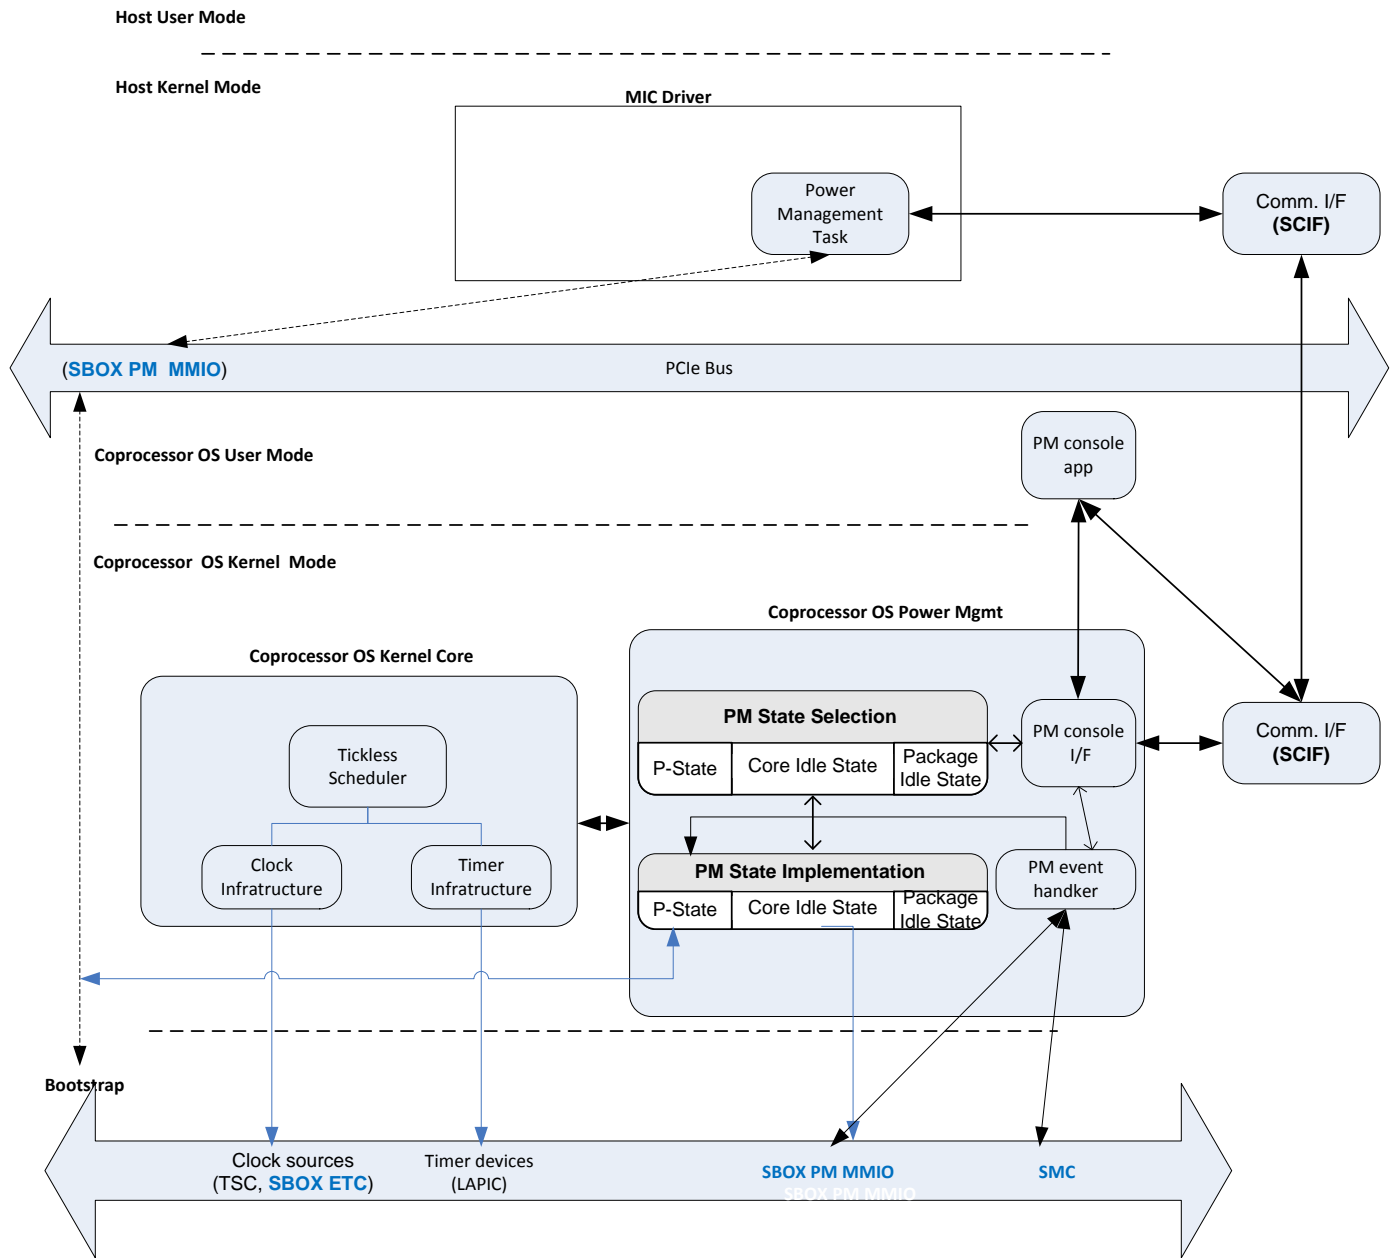 Host User Mode
Host Kernel Mode
MIC Driver
Power
Management
Task
Comm. I/F
(SCIF)
(SBOX PM  MMIO)
PCIe Bus
PM console
app
Coprocessor OS User Mode
Coprocessor  OS Kernel  Mode
Coprocessor OS Power Mgmt
Coprocessor OS Kernel Core
PM State Selection
P-State
Core Idle State
Package
Idle State
PM console
I/F
Comm. I/F
(SCIF)
Tickless
Scheduler
Clock
Infratructure
Timer
Infratructure
PM State Implementation
P-State
Core Idle State
Package
Idle State
PM event
handker
Bootstrap
Clock sources
(TSC, SBOX ETC)
Timer devices
(LAPIC)
SBOX PM MMIO
SBOX PM MMIO
SMC